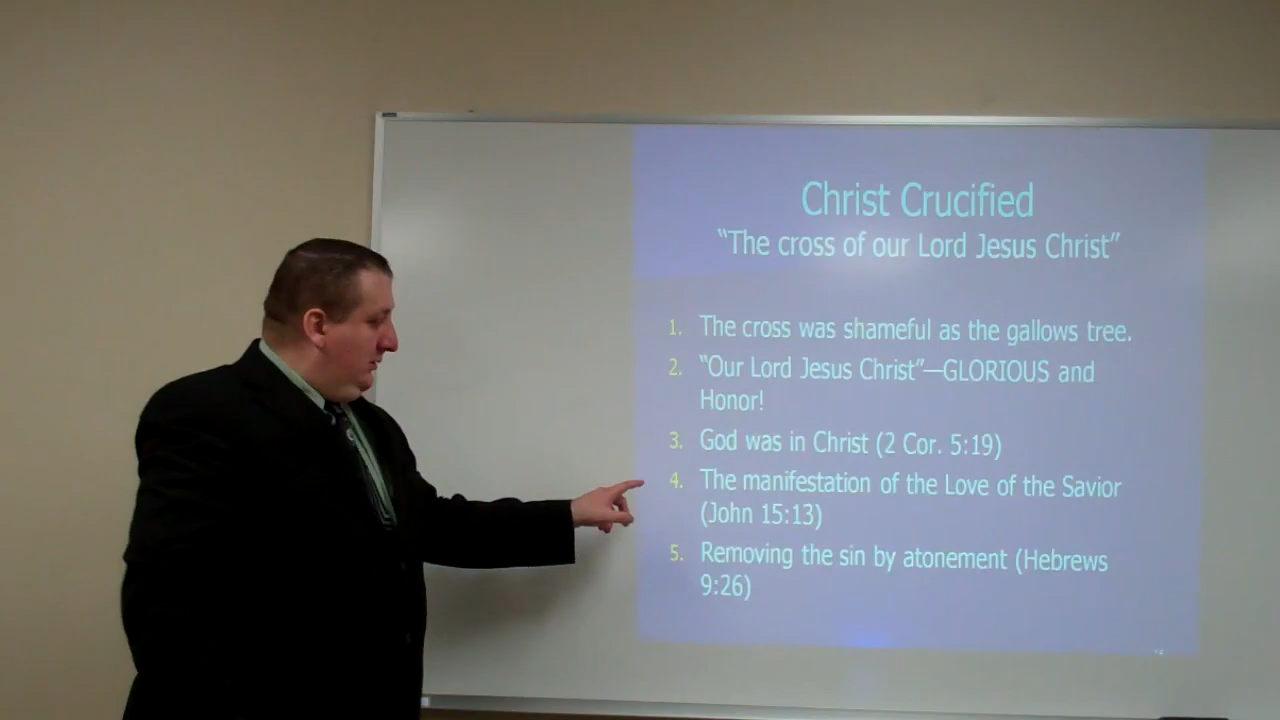 Christ Crucified
“The cross of our Lord Jesus Christ”
1. The cross was shameful as the gallows tree.
2. “Our Lord Jesus Christ”—GLORIOUS and
Honor!
3. God was in Christ (2 Cor. 5:19)
4. The manifestation of the Love of the Savior
(John 15:13)
5. Removing the sin by atonement (Hebrews
9:26)